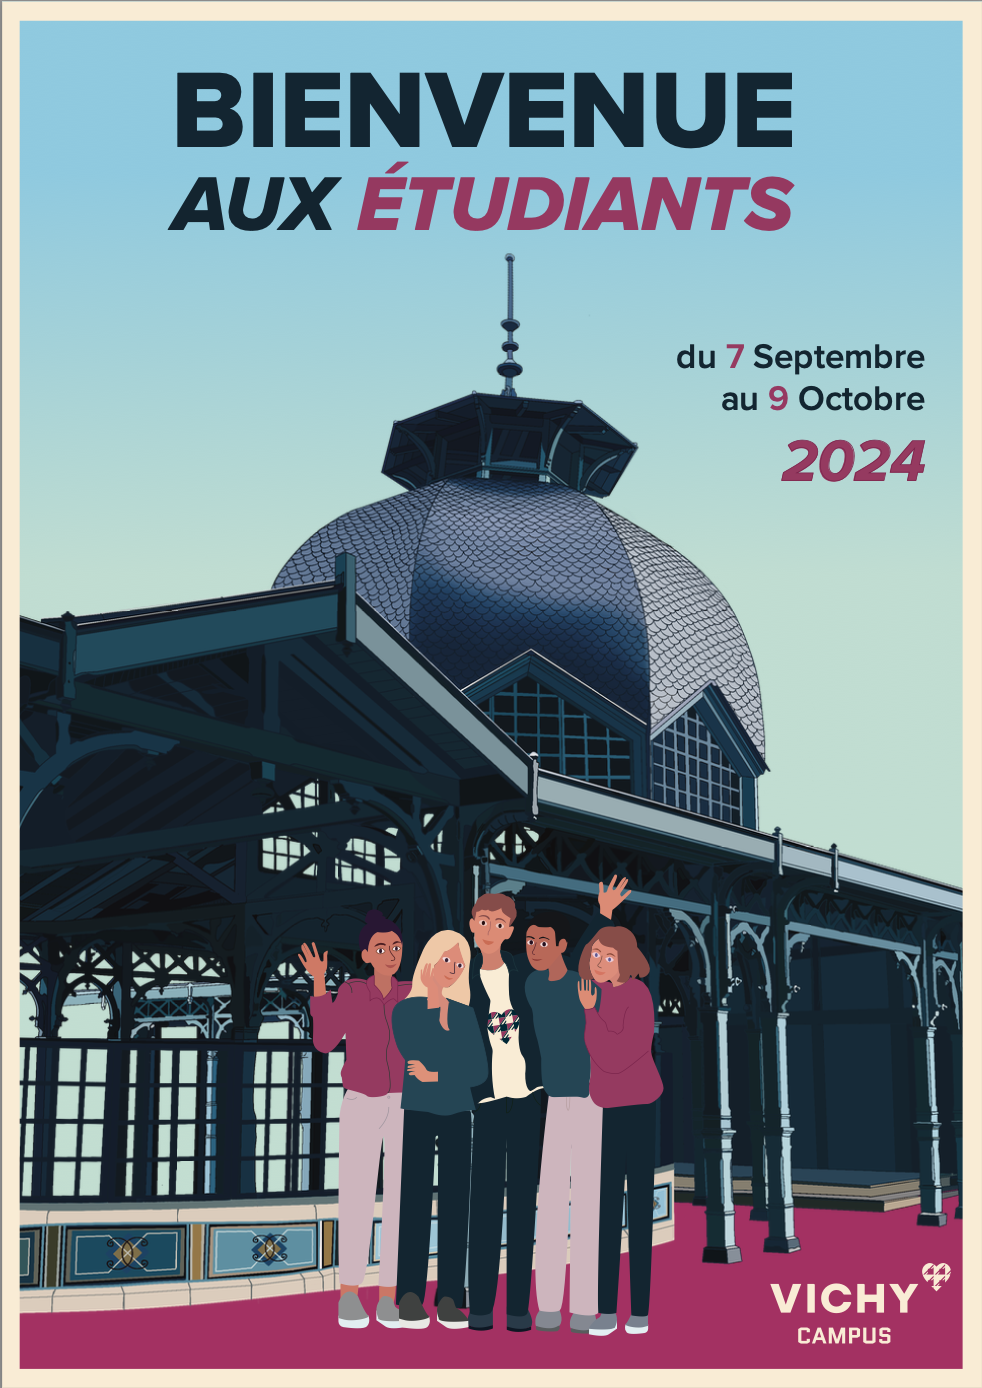 BIENVENUE
AUX ÉTUDIANTS
du 7 Septembre
au 9 Octobre
2024
VICHY
CAMPUS